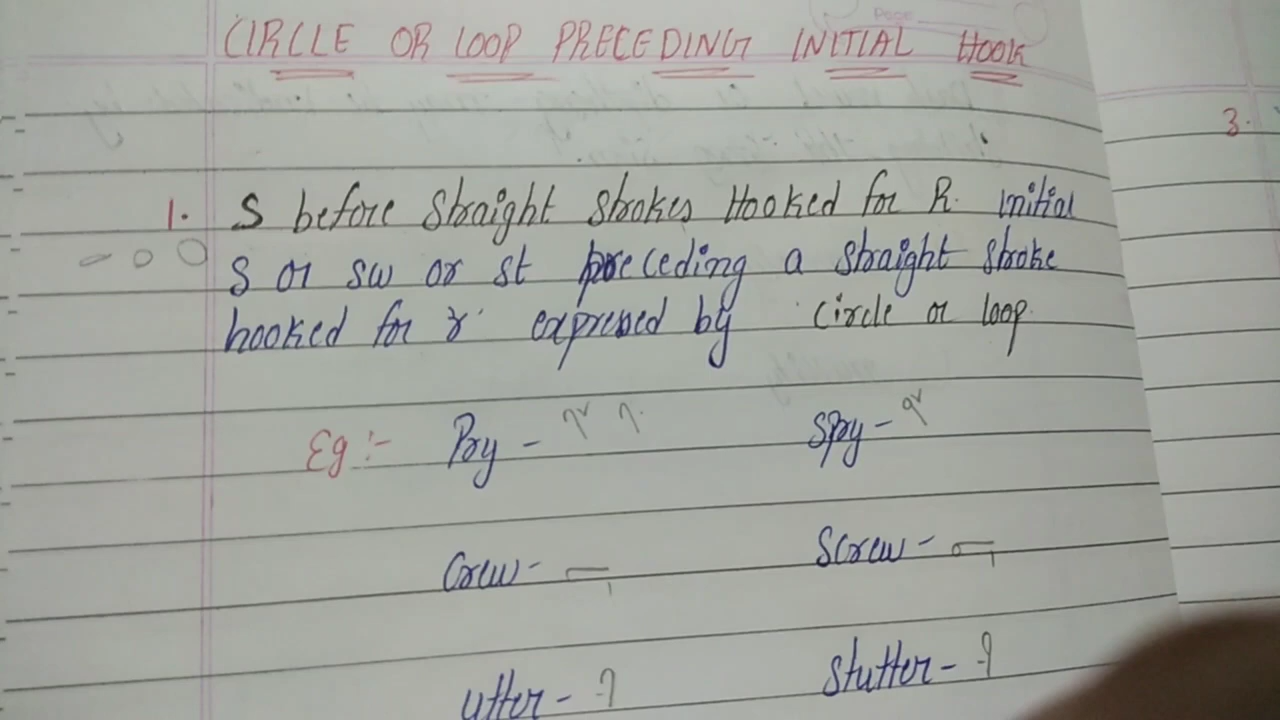 Page
CIRCLE OR LOOP PRECEDING INITIAL HOOK
3.
1. S before Straight Strokes Hooked for R. initial
S or sw or st preceding a straight stroke
hooked for r. expressed by circle or loop
Eg :- Pry - Spry -
Crew - Screw -
Utter - Stutter -